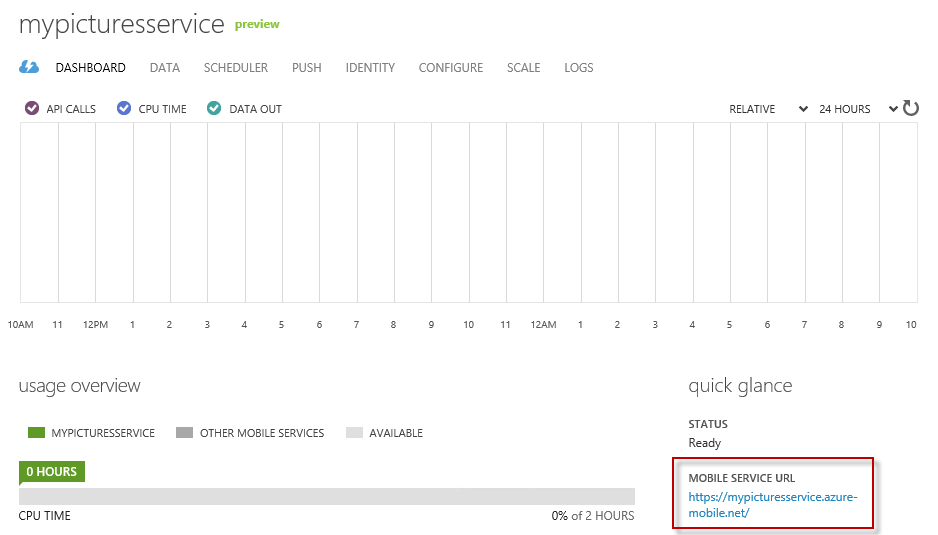 mypicturesservice preview
DASHBOARD DATA SCHEDULER PUSH IDENTITY CONFIGURE SCALE LOGS
API CALLS CPU TIME DATA OUT RELATIVE 24 HOURS
10AM 11 12PM 1 2 3 4 5 6 7 8 9 10 11 12AM 1 2 3 4 5 6 7 8 9 10
usage overview
MYPICTURESSERVICE OTHER MOBILE SERVICES AVAILABLE
0 HOURS
CPU TIME 0% of 2 HOURS
quick glance
STATUS
Ready
MOBILE SERVICE URL
https://mypicturesservice.azure-
mobile.net/